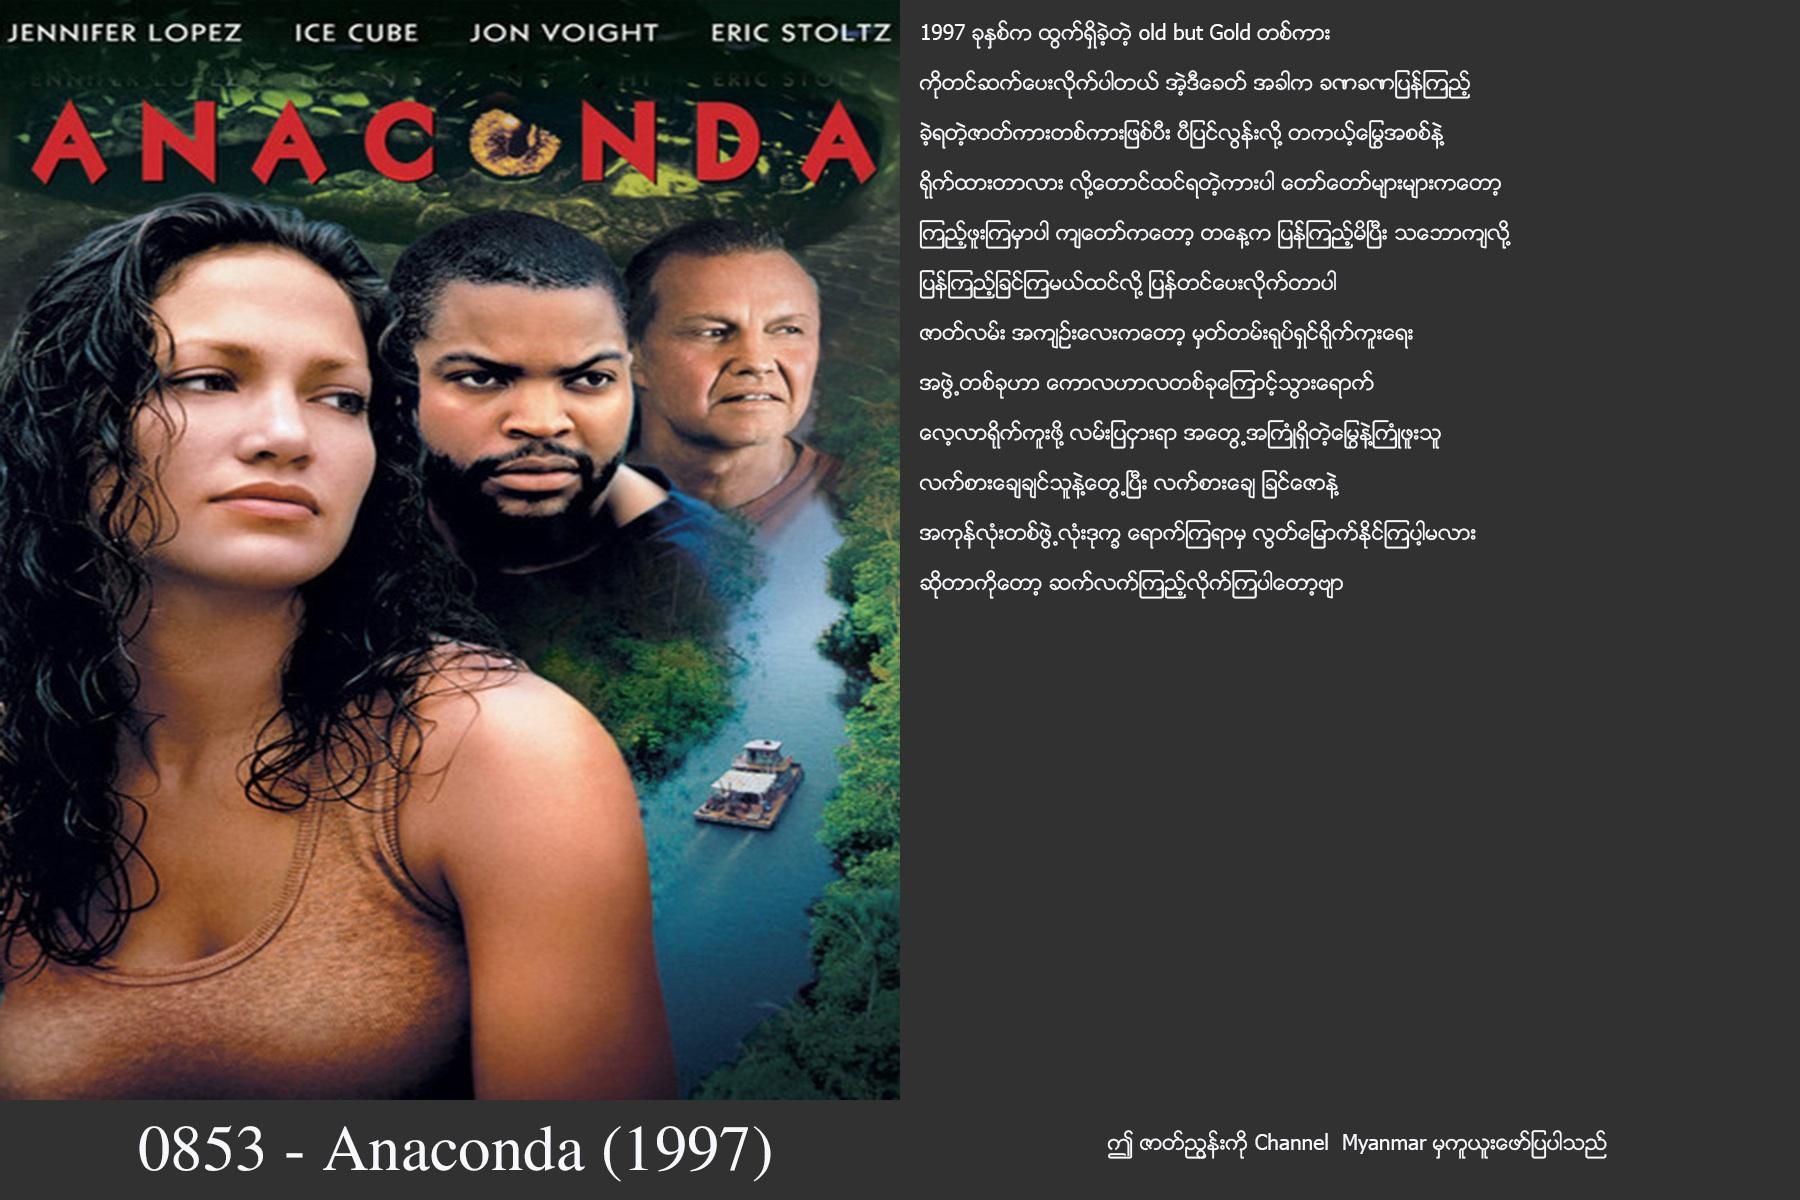 JENNIFER LOPEZ ICE CUBE JON VOIGHT ERIC STOLTZ
ANACONDA
1997 ခုနှစ်က ထွက်ရှိခဲ့တဲ့ old but Gold တစ်ကား
ကိုတင်ဆက်ပေးလိုက်ပါတယ် အဲ့ဒီခေတ် အခါက ခဏခဏပြန်ကြည့်
ခဲ့ရတဲ့ဇာတ်ကားတစ်ကားဖြစ်ပီး ပီပြင်လွန်းလို့ တကယ့်မြွေအစစ်နဲ့
ရိုက်ထားတာလား လို့တောင်ထင်ရတဲ့ကားပါ တော်တော်များများကတော့
ကြည့်ဖူးကြမှာပါ ကျတော်ကတော့ တနေ့က ပြန်ကြည့်မိပြီး သဘောကျလို့
ပြန်ကြည့်ခြင်ကြမယ်ထင်လို့ ပြန်တင်ပေးလိုက်တာပါ
ဇာတ်လမ်း အကျဉ်းလေးကတော့ မှတ်တမ်းရုပ်ရှင်ရိုက်ကူးရေး
အဖွဲ့တစ်ခုဟာ ကောလဟာလတစ်ခုကြောင့်သွားရောက်
လေ့လာရိုက်ကူးဖို့ လမ်းပြငှားရာ အတွေ့အကြုံရှိတဲ့မြွေနဲ့ကြုံဖူးသူ
လက်စားချေချင်သူနဲ့တွေ့ပြီး လက်စားချေ ခြင်ဇောနဲ့
အကုန်လုံးတစ်ဖွဲ့လုံးဒုက္ခ ရောက်ကြရာမှ လွတ်မြောက်နိုင်ကြပါ့မလား
ဆိုတာကိုတော့ ဆက်လက်ကြည့်လိုက်ကြပါတော့ဗျာ
0853 - Anaconda (1997)
ဤ ဇာတ်ညွှန်းကို Channel Myanmar မှကူယူးဖော်ပြပါသည်